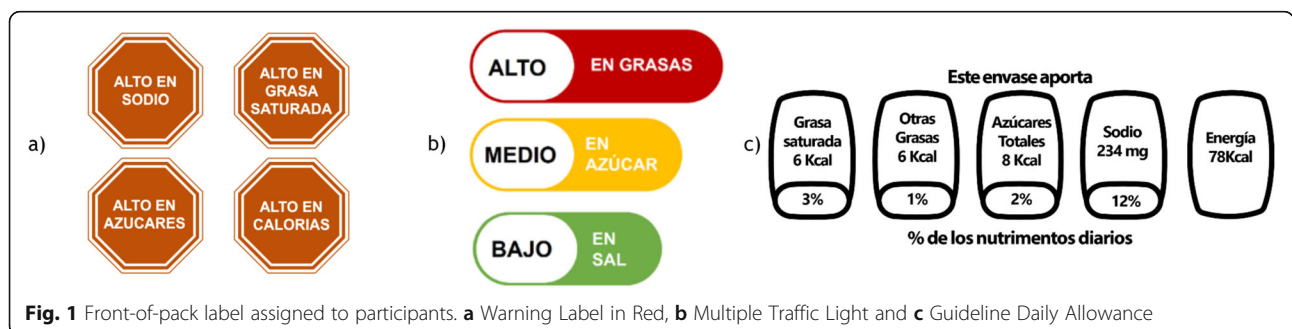 a)
ALTO EN
SODIO
ALTO EN
GRASA
SATURADA
ALTO EN
AZUCARES
ALTO EN
CALORIAS
b)
ALTO EN GRASAS
MEDIO EN
AZÚCAR
BAJO EN
SAL
c)
Este envase aporta
Grasa
saturada
6 Kcal
3%
Otras
Grasas
6 Kcal
1%
Azúcares
Totales
8 Kcal
2%
Sodio
234 mg
12%
Energía
78Kcal
% de los nutrimentos diarios
Fig. 1 Front-of-pack label assigned to participants. a Warning Label in Red, b Multiple Traffic Light and c Guideline Daily Allowance